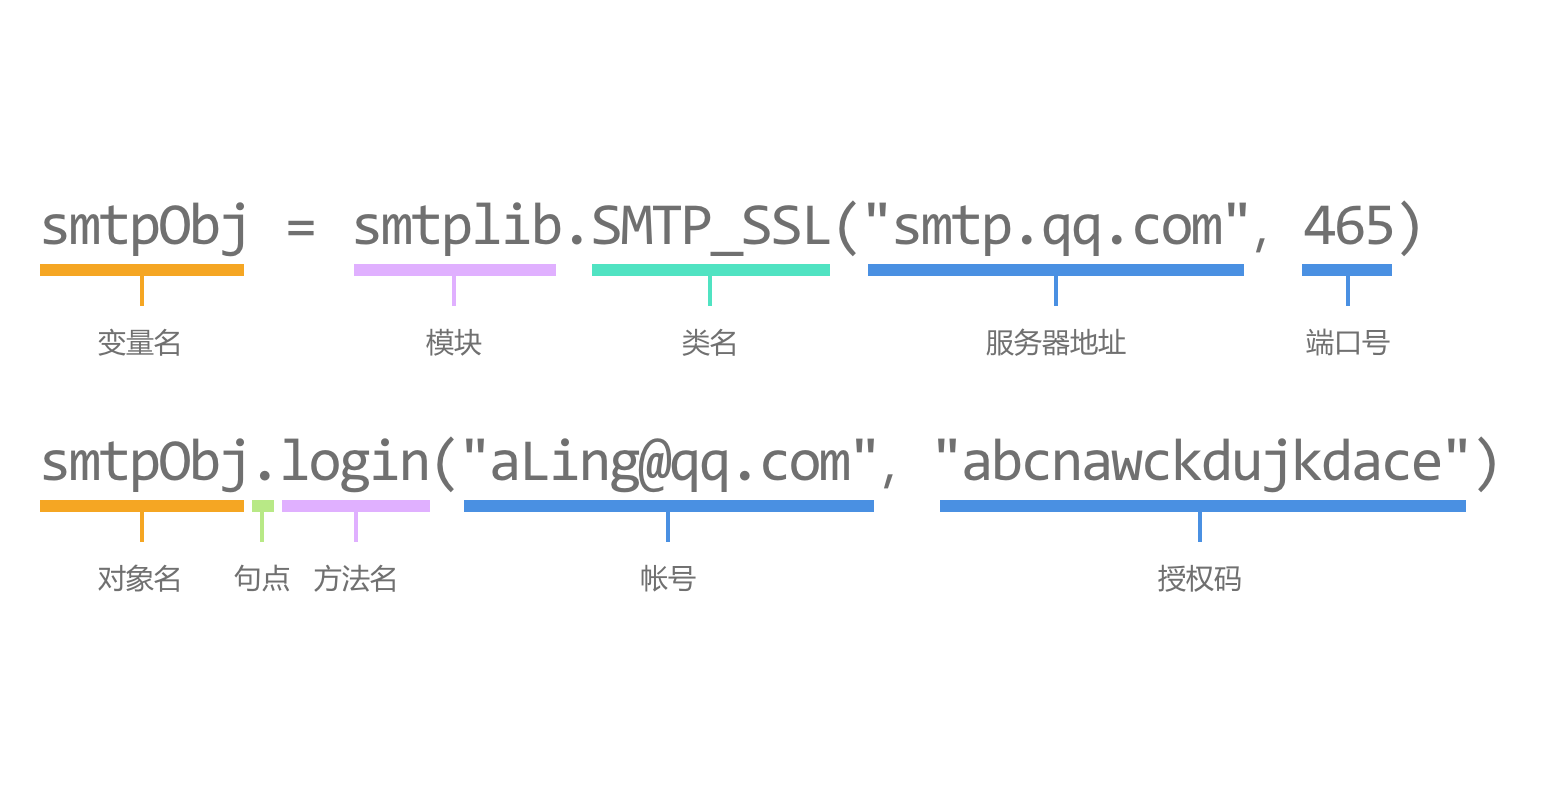 smtpObj = smtplib.SMTP_SSL("smtp.qq.com", 465)
变量名 模块 类名 服务器地址 端口号
smtpObj.login("aLing@qq.com", "abcnawckdujkdace")
对象名 句点 方法名 帐号 授权码